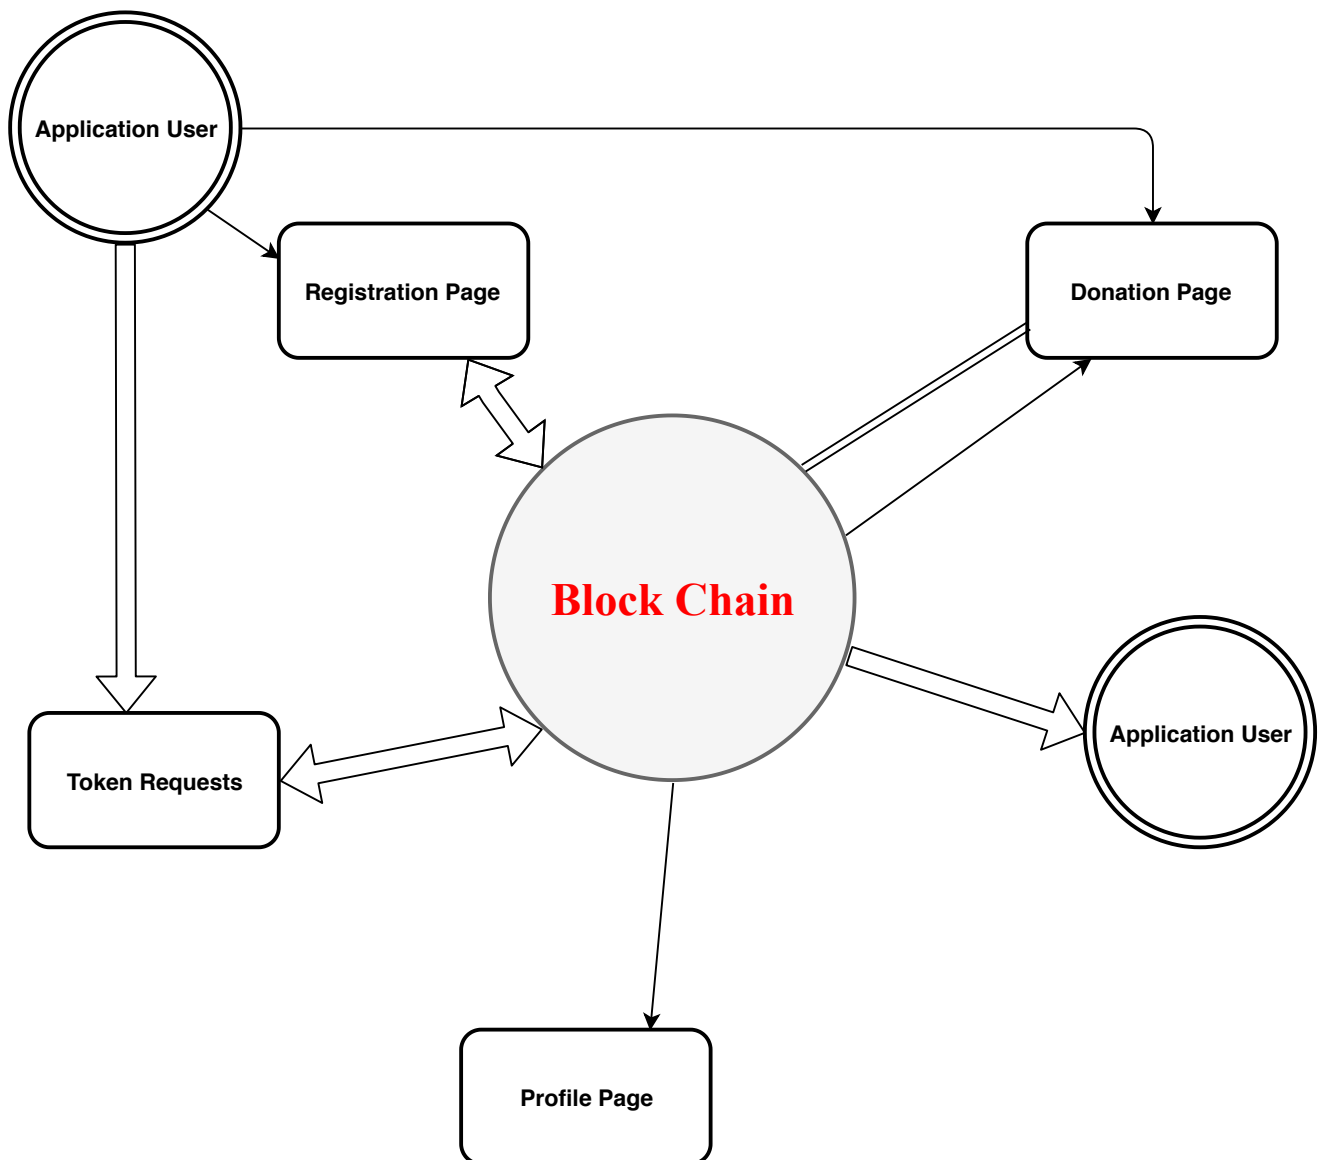 Application User
Registration Page
Donation Page
Block Chain
Application User
Token Requests
Profile Page